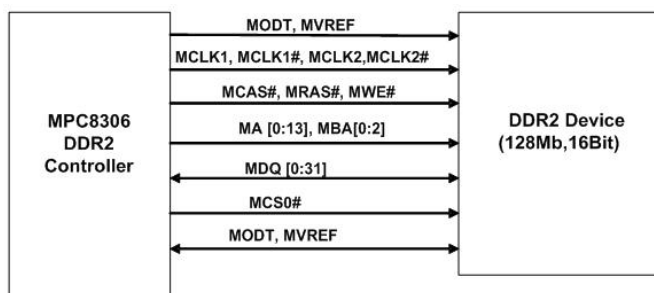 MODT, MVREF
MCLK1, MCLK1#, MCLK2,MCLK2#
MCAS#, MRAS#, MWE#
MPC8306
DDR2
Controller
MA [0:13], MBA[0:2]
DDR2 Device
(128Mb,16Bit)
MDQ [0:31]
MCS0#
MODT, MVREF